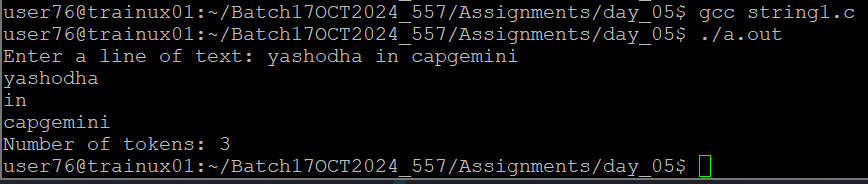 user76@trainux01:~/Batch17OCT2024_557/Assignments/day_05$ gcc string1.c
user76@trainux01:~/Batch17OCT2024_557/Assignments/day_05$ ./a.out
Enter a line of text: yashodha in capgemini
yashodha
in
capgemini
Number of tokens: 3
user76@trainux01:~/Batch17OCT2024_557/Assignments/day_05$